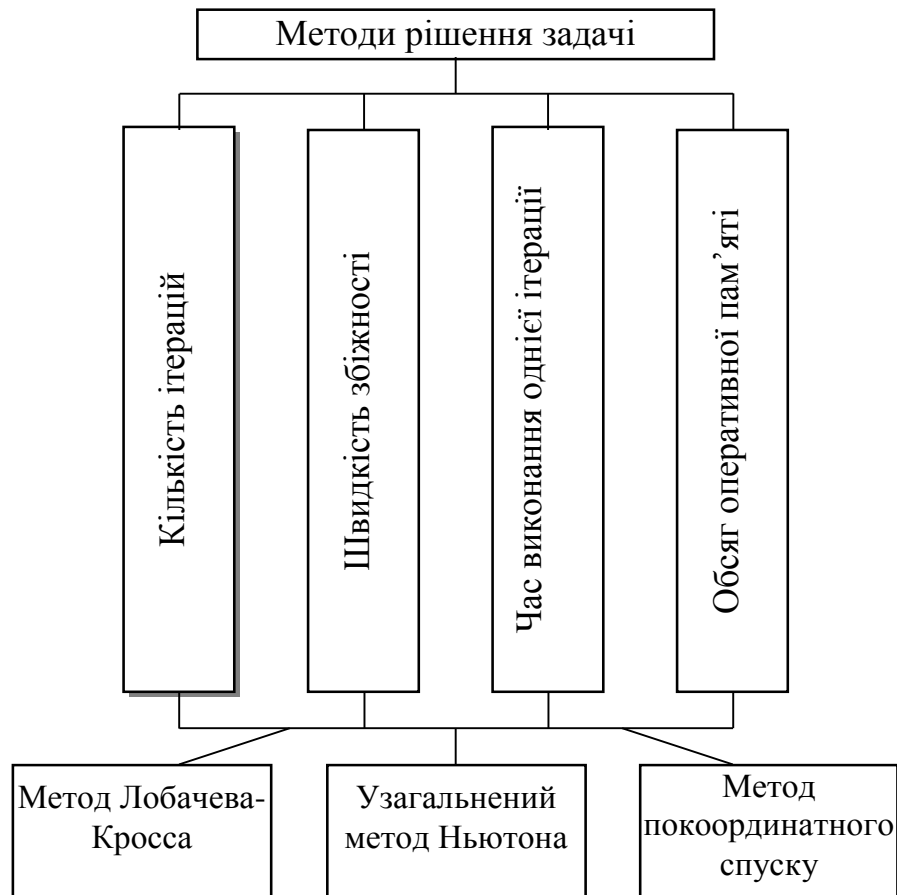 Методи рішення задачі
Кількість ітерацій
Швидкість збіжності
Час виконання однієї ітерації
Обсяг оперативної пам’яті
Метод Лобачева-
Кросса
Узагальнений
метод Ньютона
Метод
покоординатного
спуску